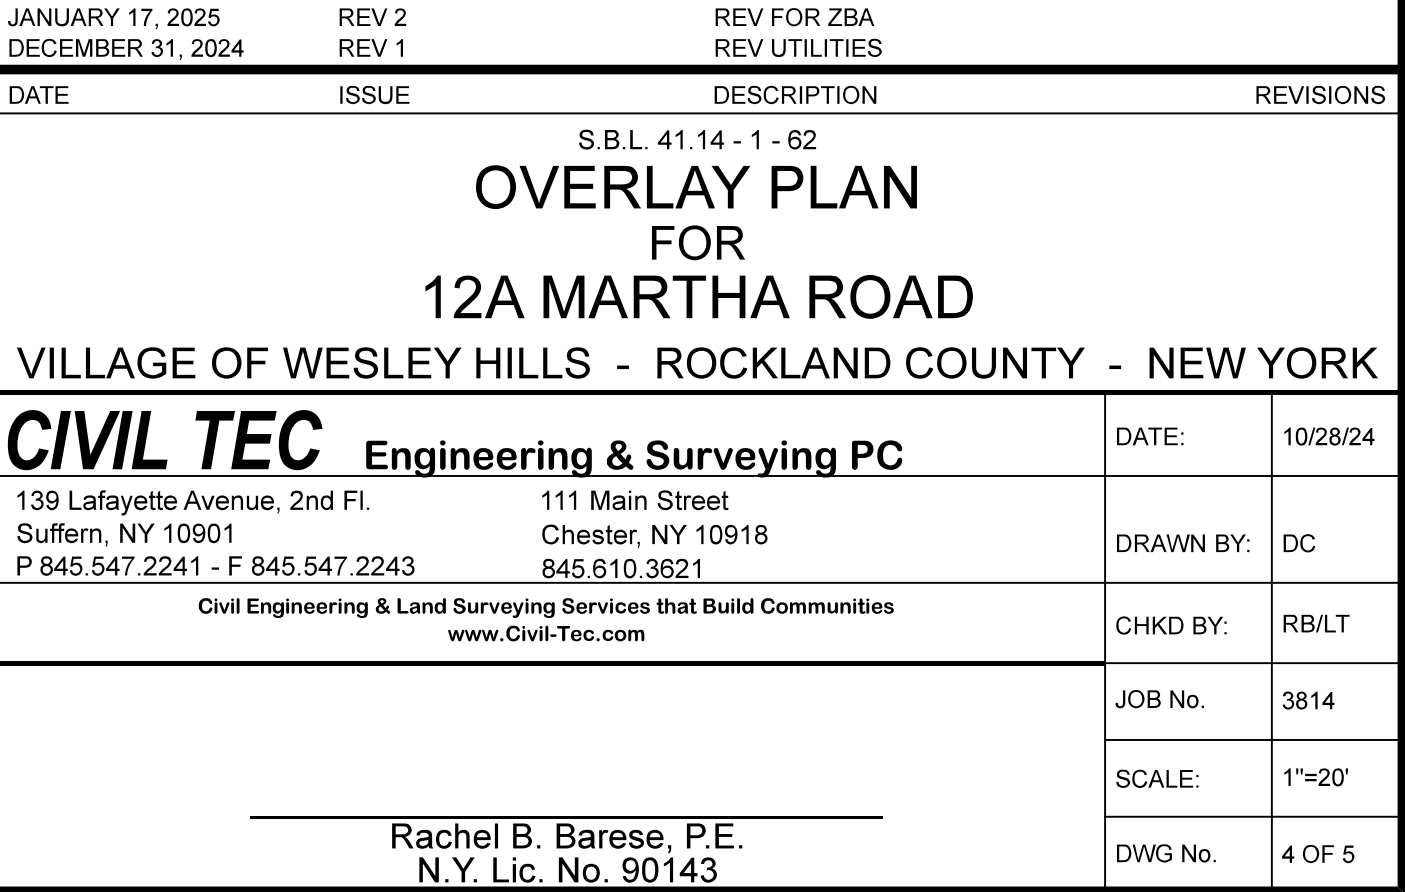 JANUARY 17, 2025 REV 2 REV FOR ZBA
DECEMBER 31, 2024 REV 1 REV UTILITIES
DATE ISSUE DESCRIPTION REVISIONS
S.B.L. 41.14 - 1 - 62
OVERLAY PLAN
FOR
12A MARTHA ROAD
VILLAGE OF WESLEY HILLS - ROCKLAND COUNTY - NEW YORK
CIVIL TEC Engineering & Surveying PC
139 Lafayette Avenue, 2nd Fl.
Suffern, NY 10901
P 845.547.2241 - F 845.547.2243
111 Main Street
Chester, NY 10918
845.610.3621
Civil Engineering & Land Surveying Services that Build Communities
www.Civil-Tec.com
Rachel B. Barese, P.E.
N.Y. Lic. No. 90143
DATE: 10/28/24
DRAWN BY: DC
CHKD BY: RB/LT
JOB No. 3814
SCALE: 1"=20'
DWG No. 4 OF 5